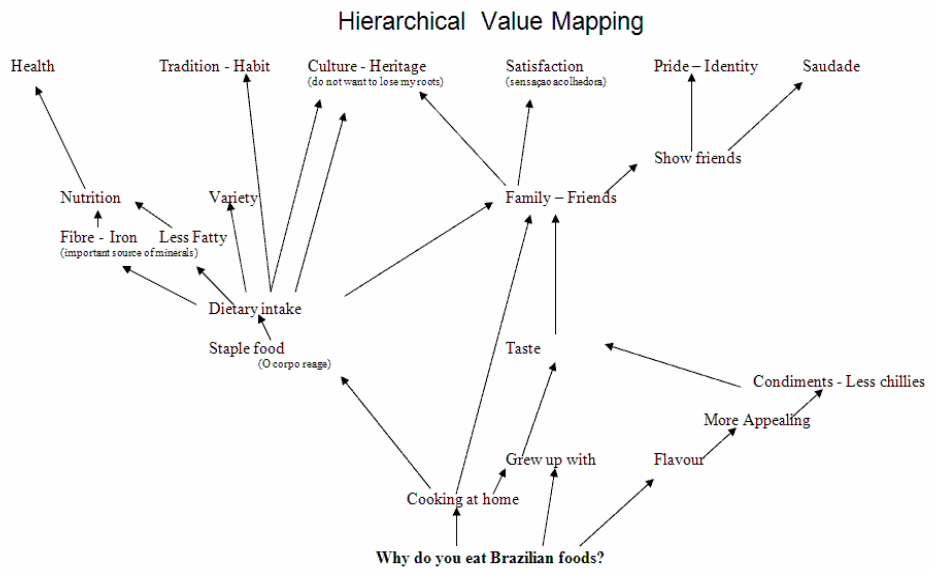 Hierarchical Value Mapping
Health
Tradition - Habit
Culture - Heritage
(do not want to lose my roots)
Satisfaction
(sensaçao acolhedora)
Pride – Identity
Saudade
Show friends
Nutrition
Variety
Family – Friends
Fibre - Iron
(important source of minerals)
Less Fatty
Dietary intake
Staple food
(O corpo reage)
Taste
Condiments - Less chillies
More Appealing
Grew up with
Flavour
Cooking at home
Why do you eat Brazilian foods?